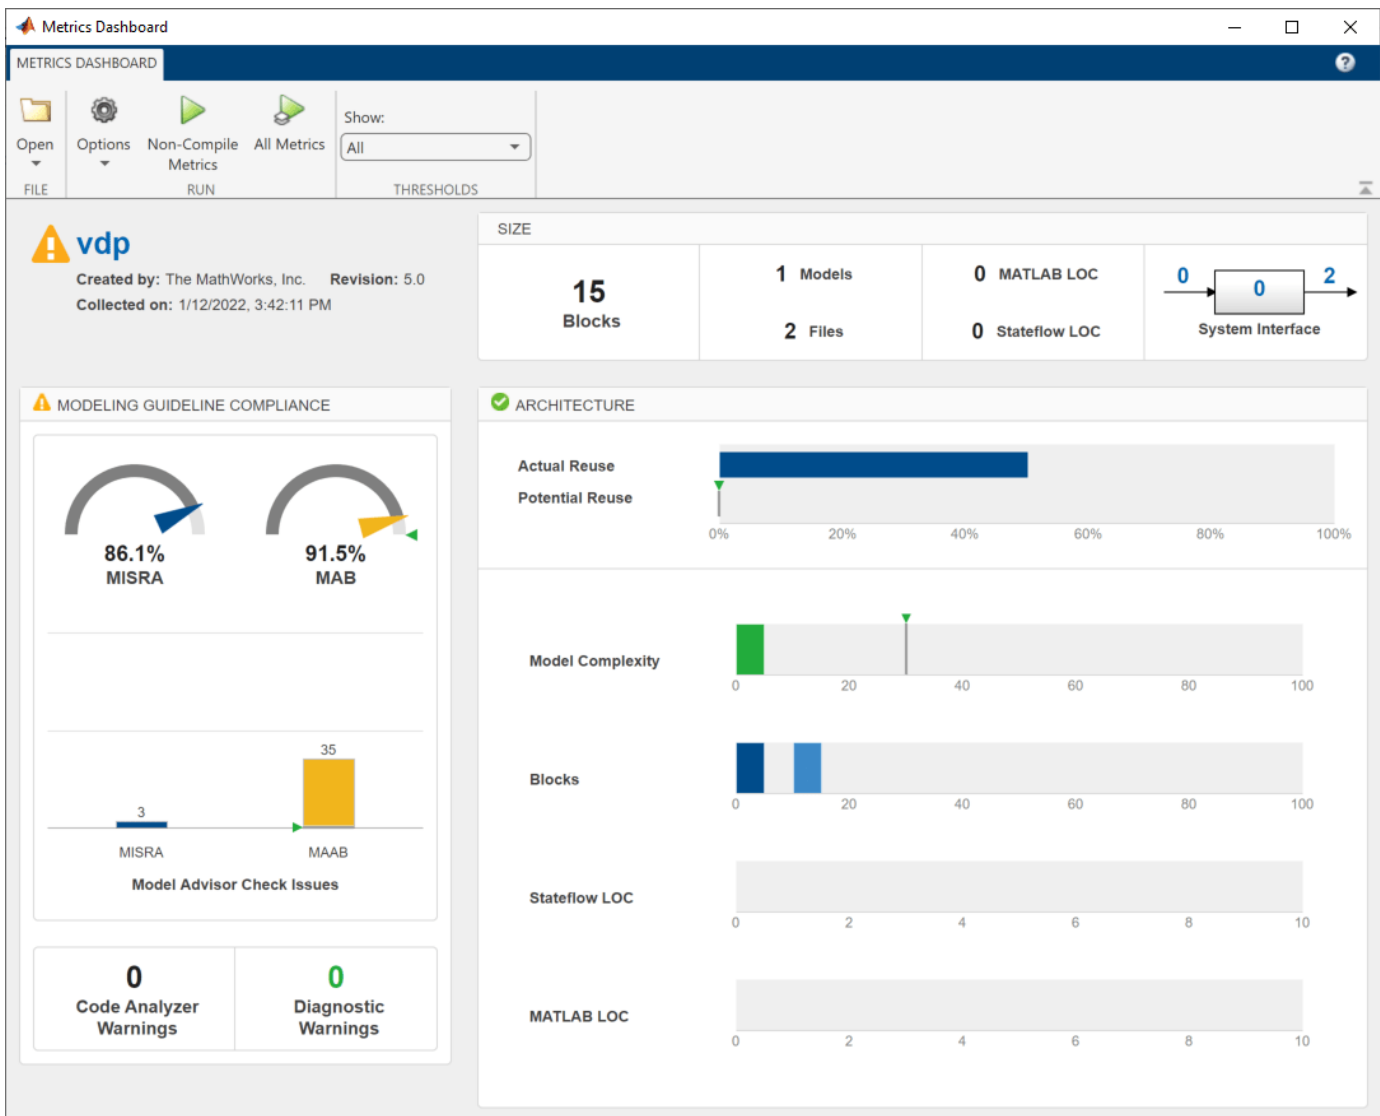 Metrics Dashboard
METRICS DASHBOARD
?
Open
Options
Non-Compile
Metrics
All Metrics
Show:
All
FILE
RUN
THRESHOLDS
vdp
Created by: The MathWorks, Inc. Revision: 5.0
Collected on: 1/12/2022, 3:42:11 PM
SIZE
15
Blocks
1 Models
2 Files
0 MATLAB LOC
0 Stateflow LOC
0 0 2
System Interface
MODELING GUIDELINE COMPLIANCE
86.1%
MISRA
91.5%
MAB
3
35
MISRA MAAB
Model Advisor Check Issues
0
Code Analyzer
Warnings
0
Diagnostic
Warnings
ARCHITECTURE
Actual Reuse
Potential Reuse
0% 20% 40% 60% 80% 100%
Model Complexity
0 20 40 60 80 100
Blocks
0 20 40 60 80 100
Stateflow LOC
0 2 4 6 8 10
MATLAB LOC
0 2 4 6 8 10